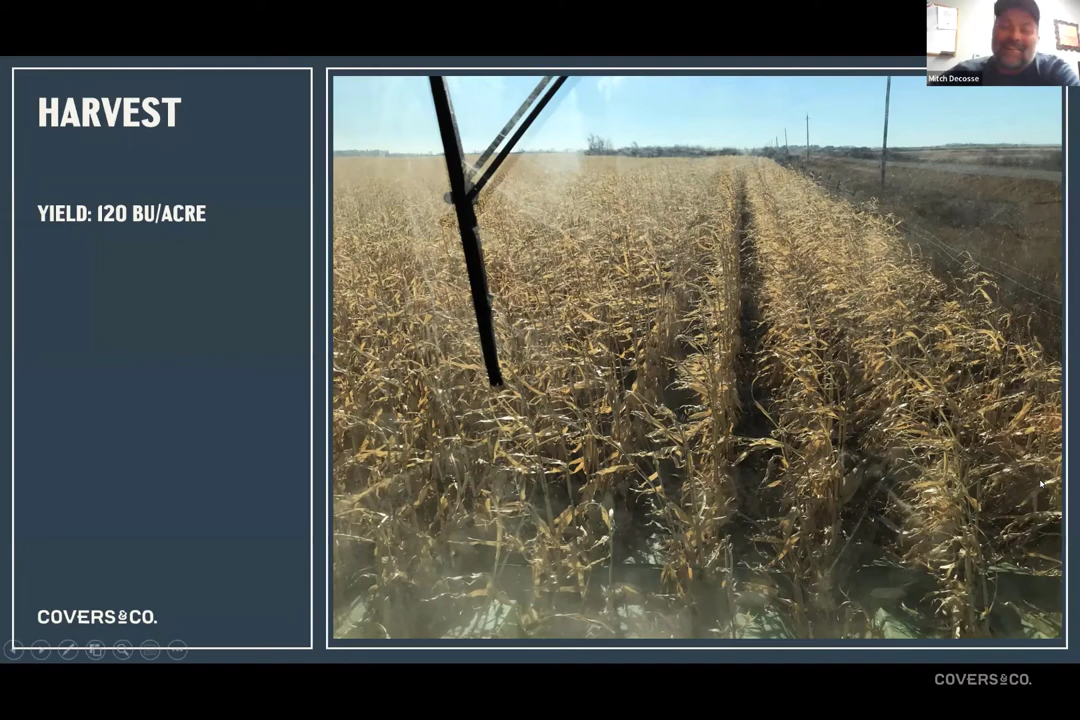 Mitch Decosse
HARVEST
YIELD: 120 BU/ACRE
COVERS&CO.
COVERS&CO.